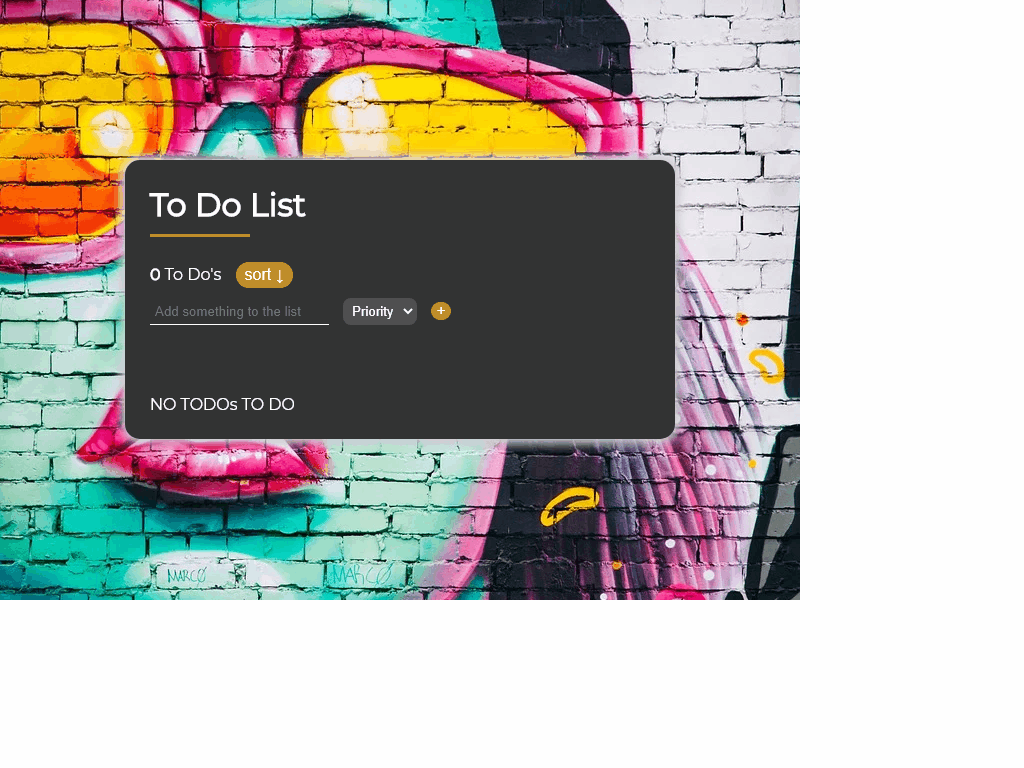 To Do List
0 To Do's sort ↓
Add something to the list Priority +
NO TODOs TO DO
MARCO MARCO